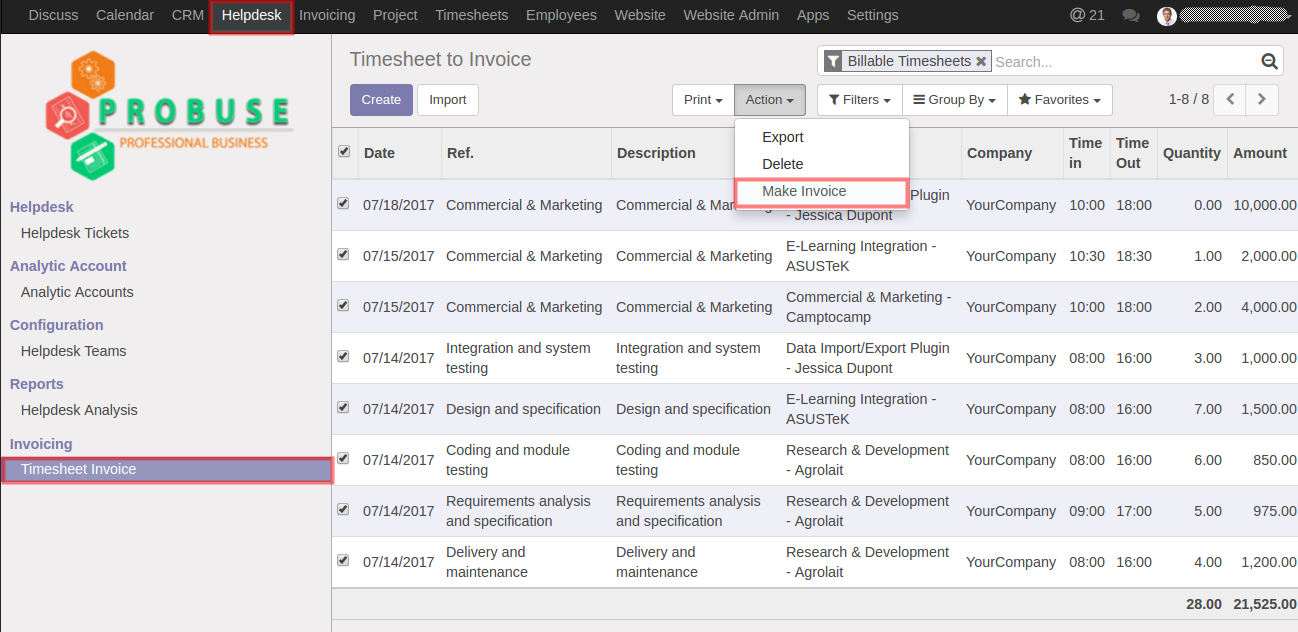 Discuss Calendar CRM Helpdesk Invoicing Project Timesheets Employees Website Website Admin Apps Settings @ 21
PROBUSE
PROFESSIONAL BUSINESS
Helpdesk
Helpdesk Tickets
Analytic Account
Analytic Accounts
Configuration
Helpdesk Teams
Reports
Helpdesk Analysis
Invoicing
Timesheet Invoice
Timesheet to Invoice
Billable Timesheets Search...
Create Import Print Action Filters Group By Favorites 1-8 / 8
Export
Delete
Make Invoice
Date Ref. Description Company Time in Time Out Quantity Amount
07/18/2017 Commercial & Marketing Commercial & Mar Plugin - Jessica Dupont YourCompany 10:00 18:00 0.00 10,000.00
07/15/2017 Commercial & Marketing Commercial & Marketing E-Learning Integration - ASUSTeK YourCompany 10:30 18:30 1.00 2,000.00
07/15/2017 Commercial & Marketing Commercial & Marketing Commercial & Marketing - Camptocamp YourCompany 10:00 18:00 2.00 4,000.00
07/14/2017 Integration and system testing Integration and system testing Data Import/Export Plugin - Jessica Dupont YourCompany 08:00 16:00 3.00 1,000.00
07/14/2017 Design and specification Design and specification E-Learning Integration - ASUSTeK YourCompany 08:00 16:00 7.00 1,500.00
07/14/2017 Coding and module testing Coding and module testing Research & Development - Agrolait YourCompany 08:00 16:00 6.00 850.00
07/14/2017 Requirements analysis and specification Requirements analysis and specification Research & Development - Agrolait YourCompany 09:00 17:00 5.00 975.00
07/14/2017 Delivery and maintenance Delivery and maintenance Research & Development - Agrolait YourCompany 08:00 16:00 4.00 1,200.00
28.00 21,525.00